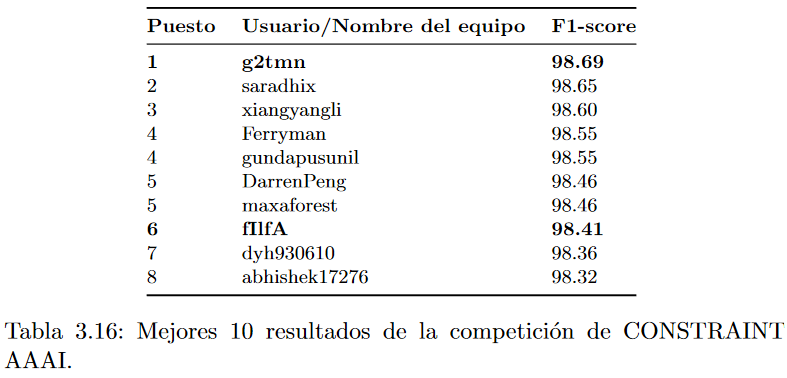 Puesto Usuario/Nombre del equipo F1-score
1 g2tmn 98.69
2 saradhix 98.65
3 xiangyangli 98.60
4 Ferryman 98.55
4 gundapusunil 98.55
5 DarrenPeng 98.46
5 maxaforest 98.46
6 fIlfA 98.41
7 dyh930610 98.36
8 abhishek17276 98.32
Tabla 3.16: Mejores 10 resultados de la competición de CONSTRAINT
AAAI.